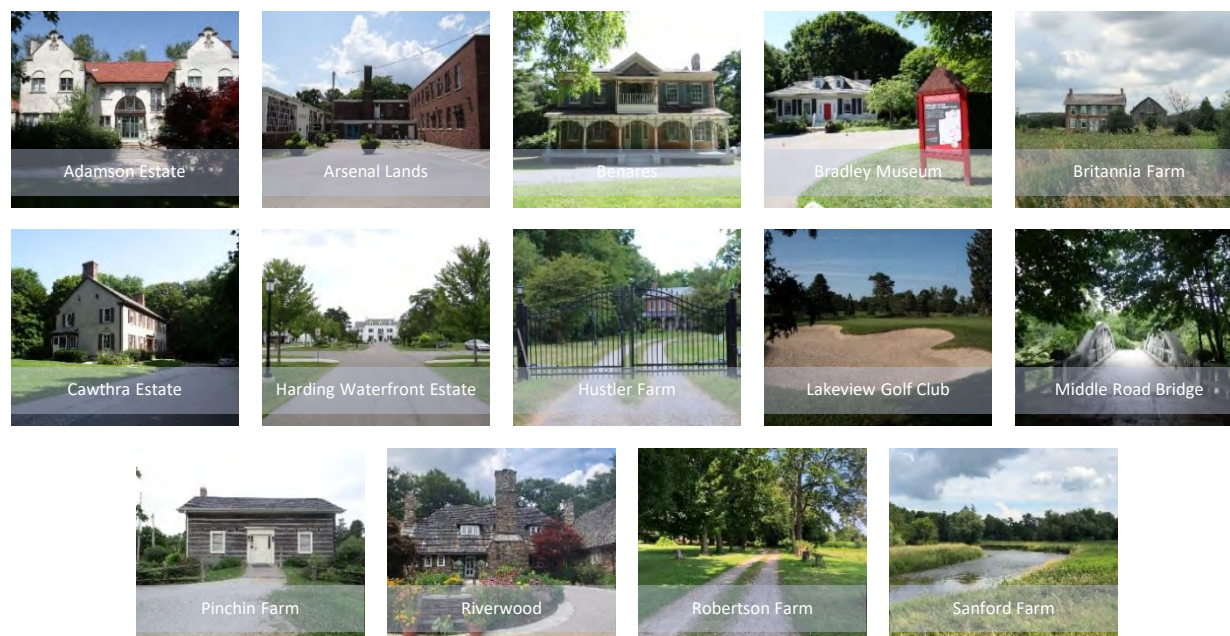 Adamson Estate
Arsenal Lands
Benares
Bradley Museum
Britannia Farm
Cawthra Estate
Harding Waterfront Estate
Hustler Farm
Lakeview Golf Club
Middle Road Bridge
Pinchin Farm
Riverwood
Robertson Farm
Sanford Farm